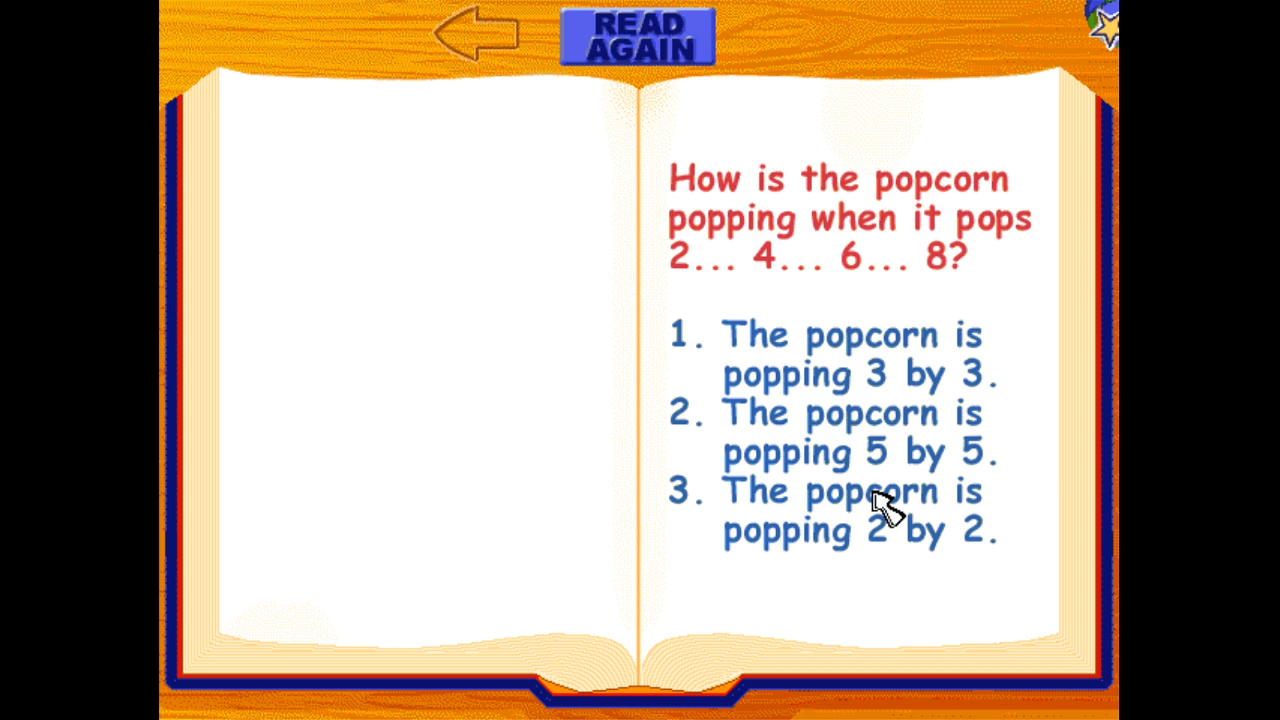 READ
AGAIN
How is the popcorn
popping when it pops
2... 4... 6... 8?
1. The popcorn is
popping 3 by 3.
2. The popcorn is
popping 5 by 5.
3. The popcorn is
popping 2 by 2.